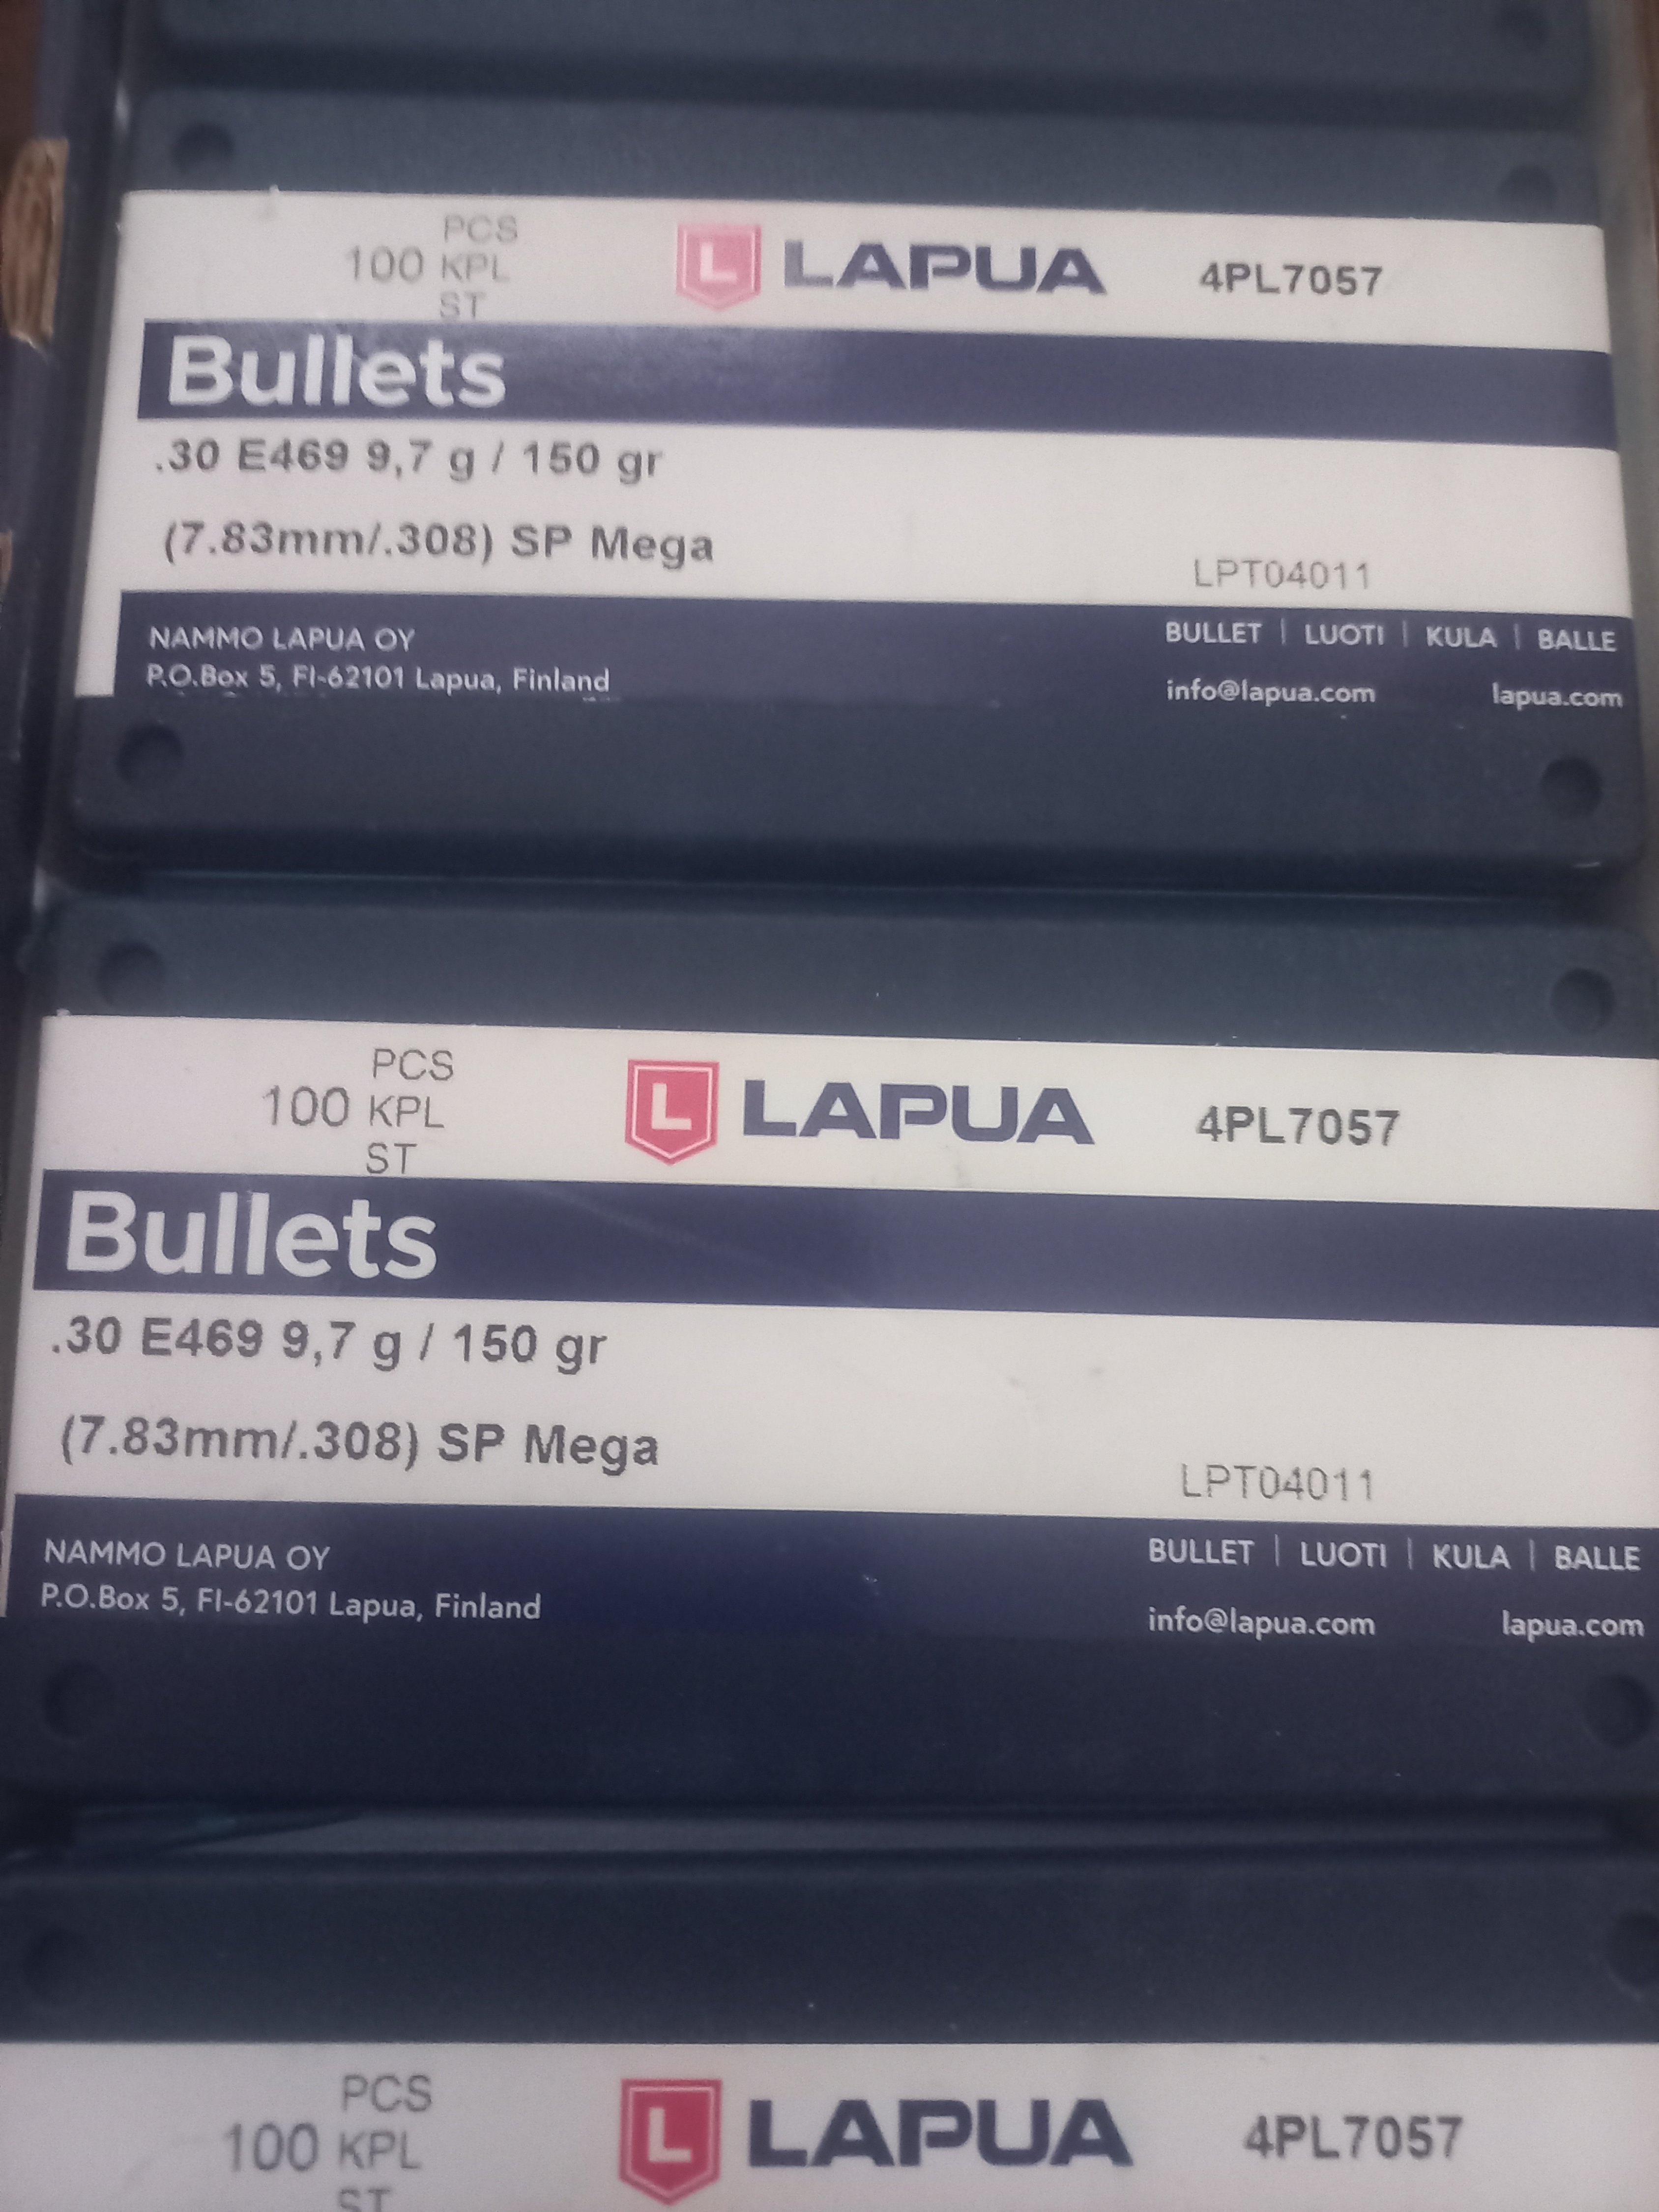 PCS
100 KPL
ST
L LAPUA
4PL7057
Bullets
.30 E469 9,7 g / 150 gr
(7.83mm/.308) SP Mega
LPT04011
NAMMO LAPUA OY
P.O.Box 5, FI-62101 Lapua, Finland
BULLET | LUOTI | KULA | BALLE
info@lapua.com lapua.com
PCS
100 KPL
ST
L LAPUA
4PL7057
Bullets
.30 E469 9,7 g / 150 gr
(7.83mm/.308) SP Mega
LPT04011
NAMMO LAPUA OY
P.O.Box 5, FI-62101 Lapua, Finland
BULLET | LUOTI | KULA | BALLE
info@lapua.com lapua.com
PCS
100 KPL
ST
L LAPUA
4PL7057